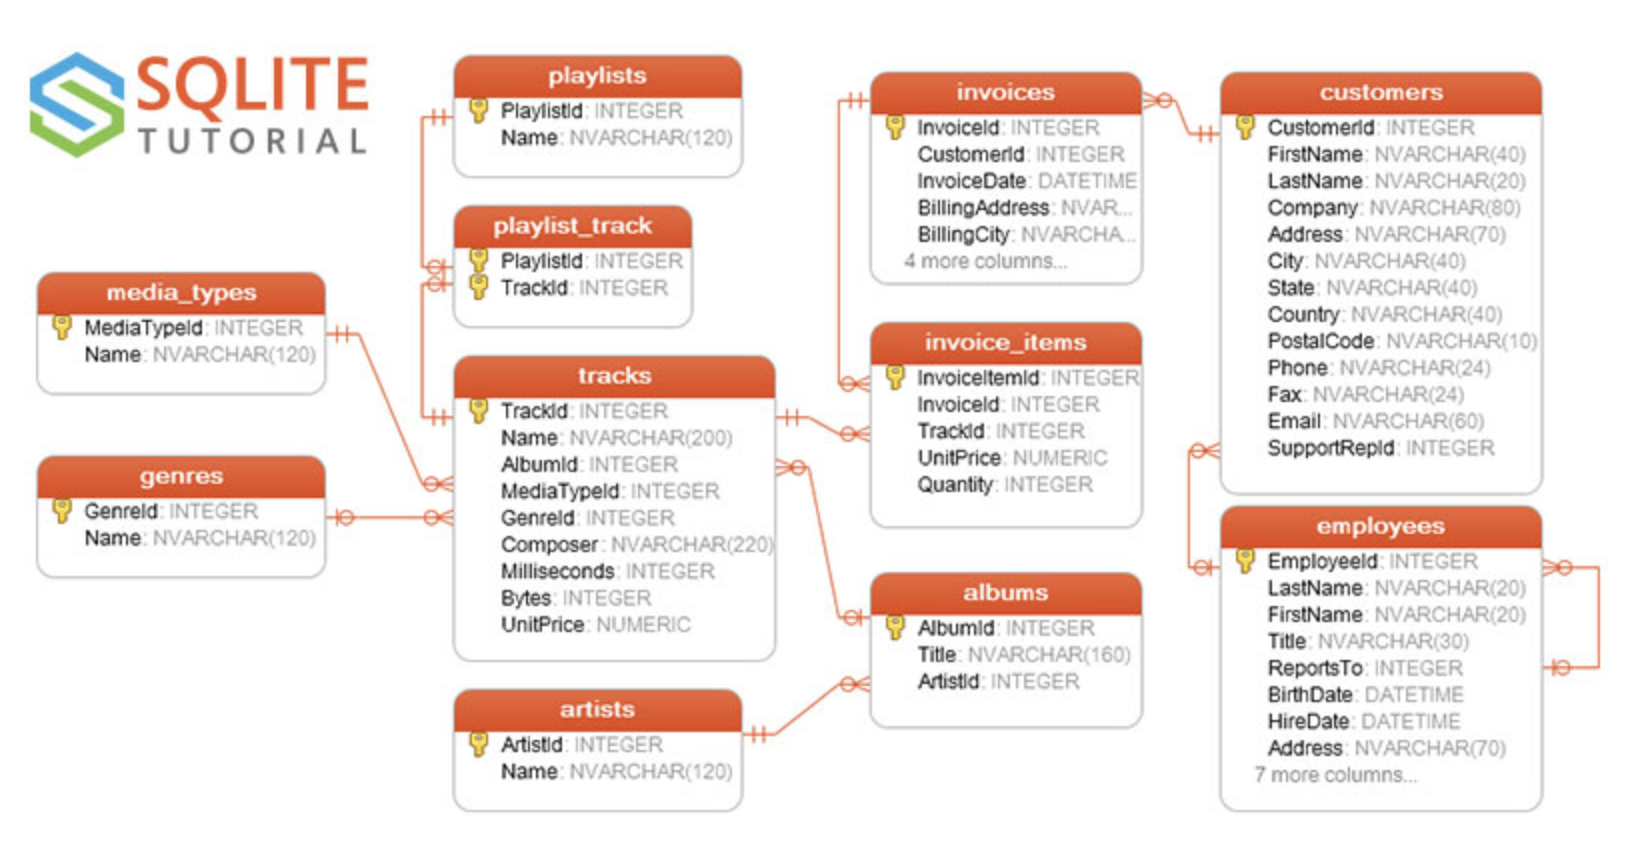 SQLITE
TUTORIAL
playlists
PlaylistId: INTEGER
Name: NVARCHAR(120)
playlist_track
PlaylistId: INTEGER
TrackId: INTEGER
media_types
MediaTypeId: INTEGER
Name: NVARCHAR(120)
genres
GenreId: INTEGER
Name: NVARCHAR(120)
tracks
TrackId: INTEGER
Name: NVARCHAR(200)
AlbumId: INTEGER
MediaTypeId: INTEGER
GenreId: INTEGER
Composer: NVARCHAR(220)
Milliseconds: INTEGER
Bytes: INTEGER
UnitPrice: NUMERIC
artists
ArtistId: INTEGER
Name: NVARCHAR(120)
invoices
InvoiceId: INTEGER
CustomerId: INTEGER
InvoiceDate: DATETIME
BillingAddress: NVAR...
BillingCity: NVARCHA...
4 more columns...
invoice_items
InvoiceItemId: INTEGER
InvoiceId: INTEGER
TrackId: INTEGER
UnitPrice: NUMERIC
Quantity: INTEGER
albums
AlbumId: INTEGER
Title: NVARCHAR(160)
ArtistId: INTEGER
customers
CustomerId: INTEGER
FirstName: NVARCHAR(40)
LastName: NVARCHAR(20)
Company: NVARCHAR(80)
Address: NVARCHAR(70)
City: NVARCHAR(40)
State: NVARCHAR(40)
Country: NVARCHAR(40)
PostalCode: NVARCHAR(10)
Phone: NVARCHAR(24)
Fax: NVARCHAR(24)
Email: NVARCHAR(60)
SupportRepId: INTEGER
employees
EmployeeId: INTEGER
LastName: NVARCHAR(20)
FirstName: NVARCHAR(20)
Title: NVARCHAR(30)
ReportsTo: INTEGER
BirthDate: DATETIME
HireDate: DATETIME
Address: NVARCHAR(70)
7 more columns...